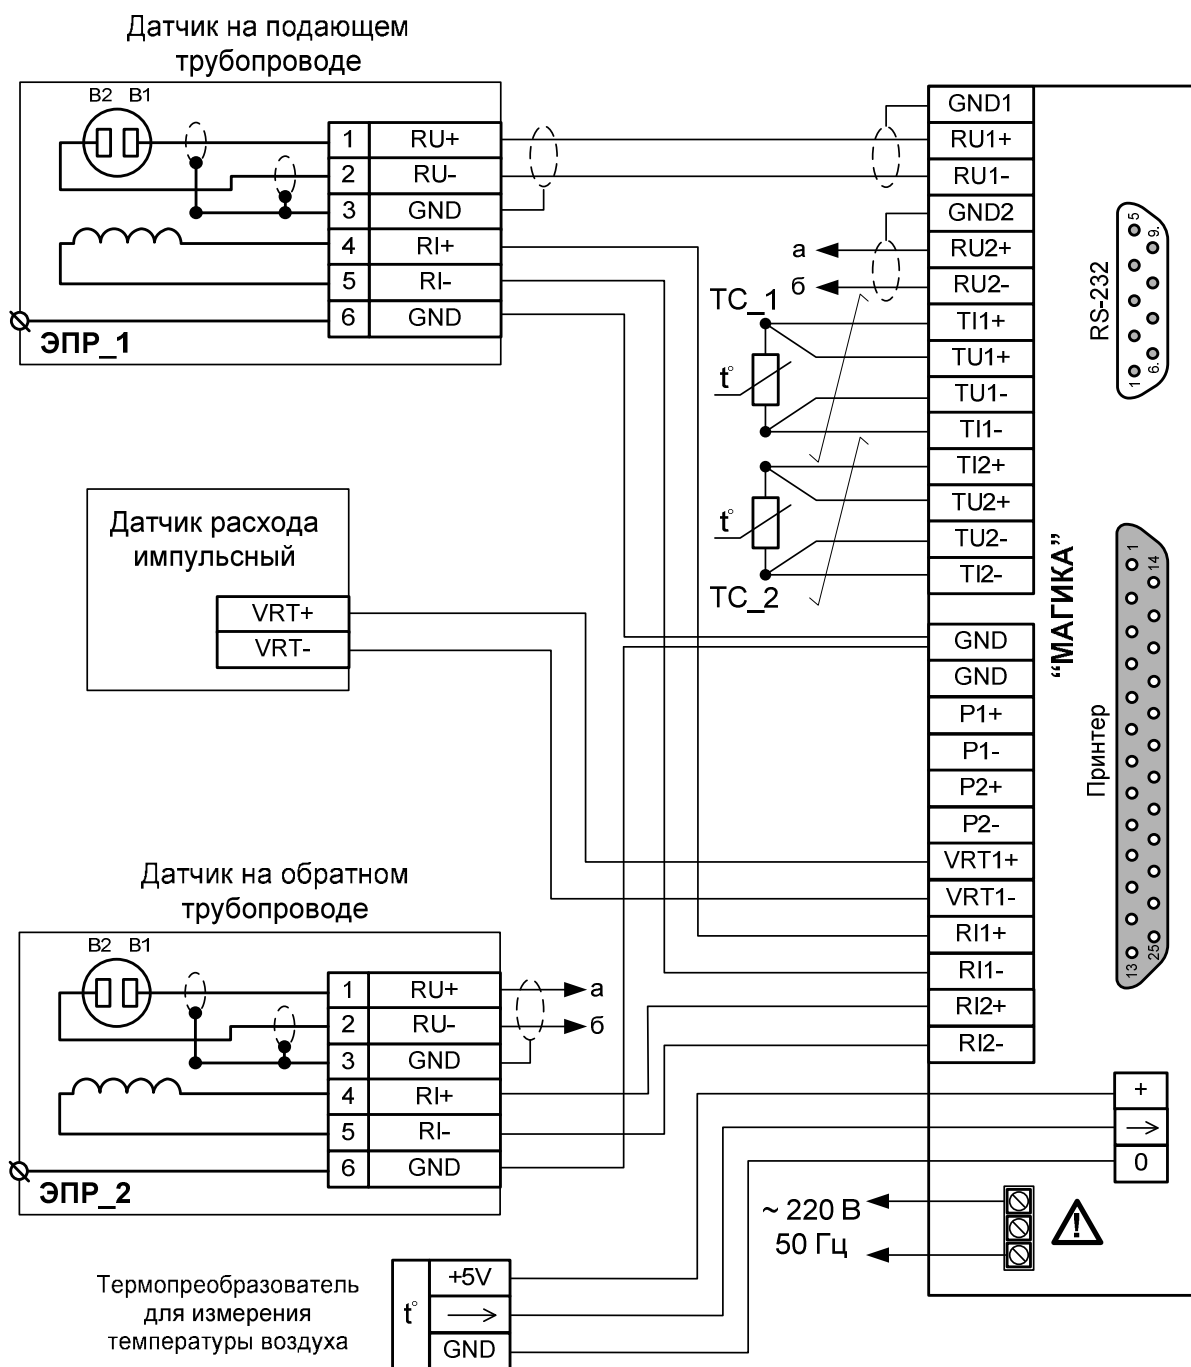 Датчик на подающем
трубопроводе
B2 B1
1 RU+
2 RU-
3 GND
4 RI+
5 RI-
6 GND
ЭПР_1
GND1
RU1+
RU1-
GND2
а RU2+
б RU2-
TC_1
TI1+
TU1+
t°
TU1-
TI1-
TI2+
TU2+
t°
TU2-
TI2-
TC_2
RS-232
5
9.
1
6.
Датчик расхода
импульсный
VRT+
VRT-
"МАГИКА"
GND
GND
P1+
P1-
P2+
P2-
VRT1+
VRT1-
RI1+
RI1-
RI2+
RI2-
Принтер
1
14
13
25
Датчик на обратном
трубопроводе
B2 B1
1 RU+ а
2 RU- б
3 GND
4 RI+
5 RI-
6 GND
ЭПР_2
+
→
0
~ 220 В
50 Гц
!
Термопреобразователь
для измерения
температуры воздуха
t°
+5V
→
GND